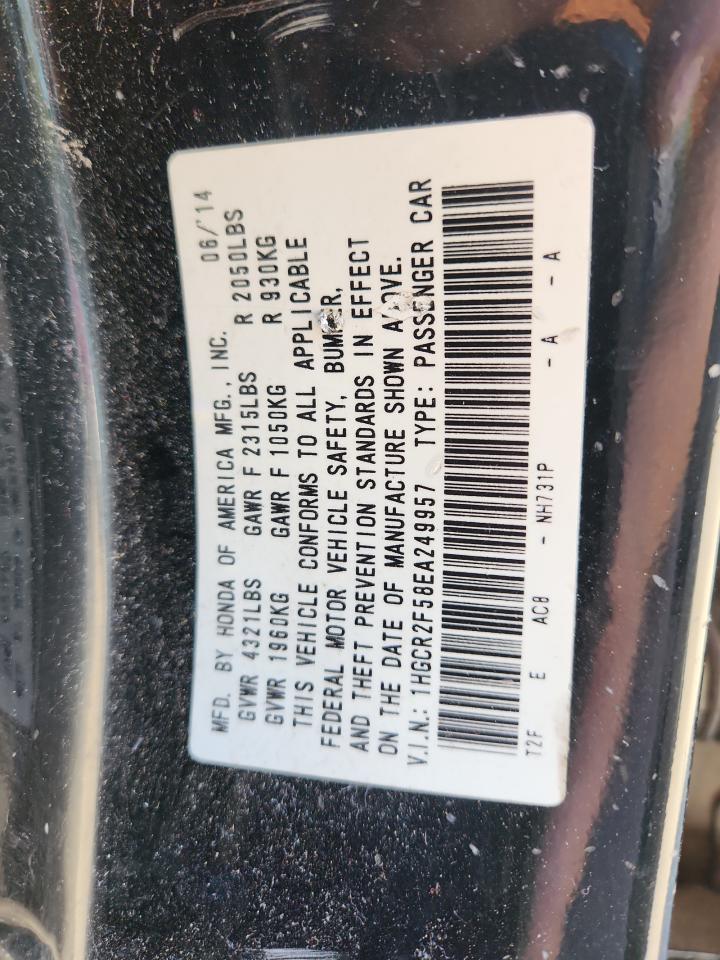 MFD. BY HONDA OF AMERICA MFG., INC. 06/'14
GVWR 4321LBS GAWR F 2315LBS R 2050LBS
GVWR 1960KG GAWR F 1050KG R 930KG
THIS VEHICLE CONFORMS TO ALL APPLICABLE
FEDERAL MOTOR VEHICLE SAFETY,
AND THEFT PREVENTION STANDARDS IN EFFECT
ON THE DATE OF MANUFACTURE SHOWN
V.I.N.: 1HGCR2F58EA249957 TYPE: PASSENGER CAR
T2F E AC8 - NH731P - A - A